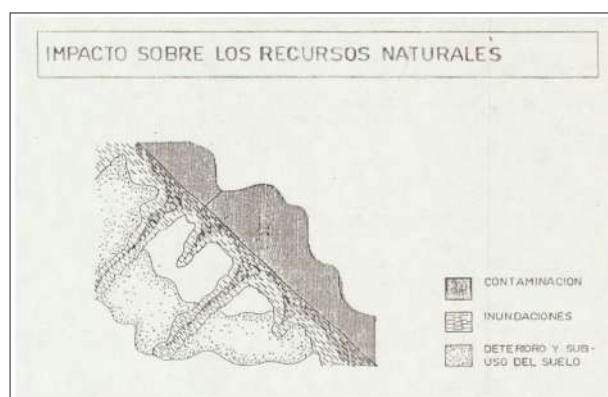 IMPACTO SOBRE LOS RECURSOS NATURALES
CONTAMINACION
INUNDACIONES
DETERIORO Y SUB-
USO DEL SUELO